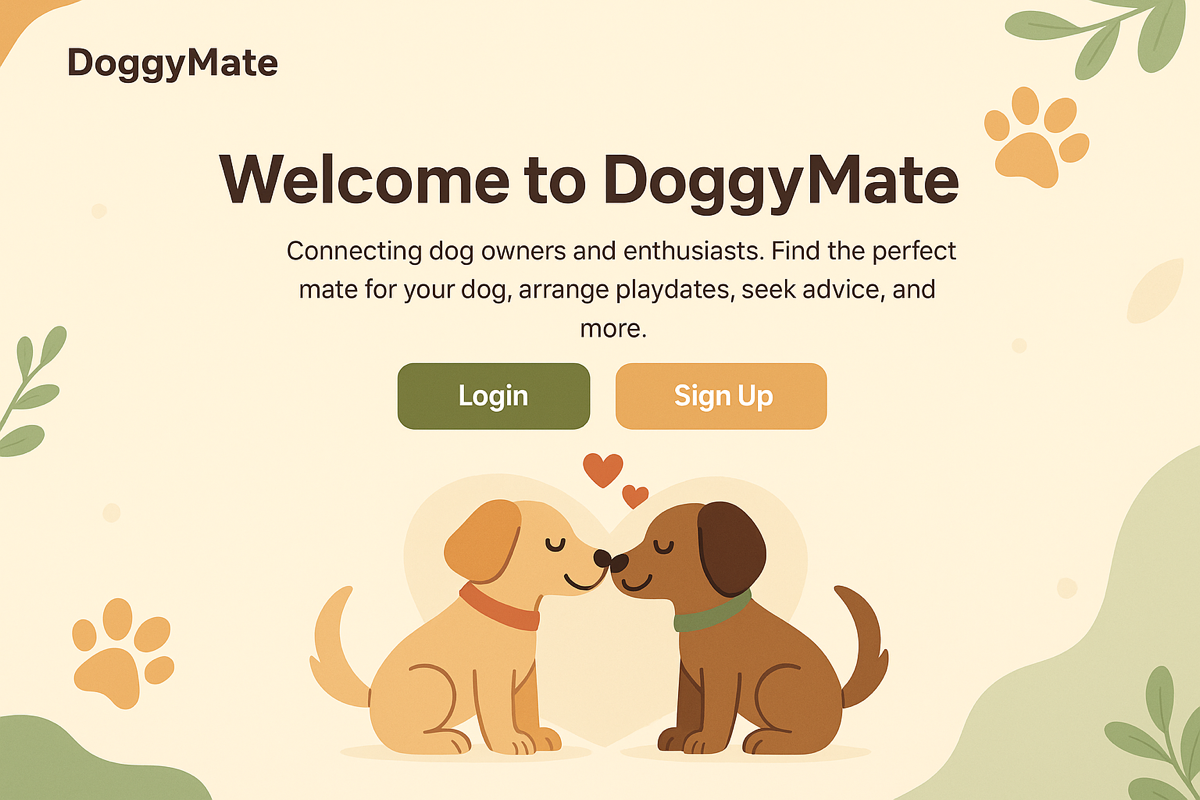 DoggyMate
Welcome to DoggyMate
Connecting dog owners and enthusiasts. Find the perfect
mate for your dog, arrange playdates, seek advice, and
more.
Login
Sign Up